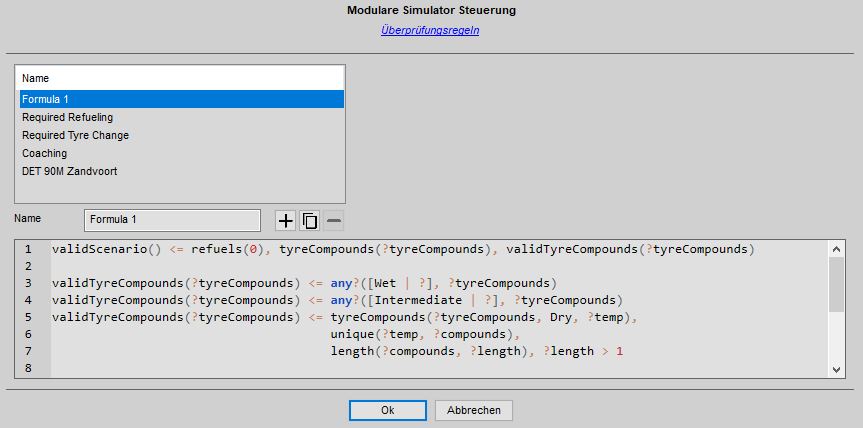 Modulare Simulator Steuerung
Überprüfungsregeln
Name
Formula 1
Required Refueling
Required Tyre Change
Coaching
DET 90M Zandvoort
Name Formula 1
1 validScenario() <= refuels(0), tyreCompounds(?tyreCompounds), validTyreCompounds(?tyreCompounds)
2
3 validTyreCompounds(?tyreCompounds) <= any?([Wet | ?], ?tyreCompounds)
4 validTyreCompounds(?tyreCompounds) <= any?([Intermediate | ?], ?tyreCompounds)
5 validTyreCompounds(?tyreCompounds) <= tyreCompounds(?tyreCompounds, Dry, ?temp),
6 unique(?temp, ?compounds),
7 length(?compounds, ?length), ?length > 1
8
Ok Abbrechen